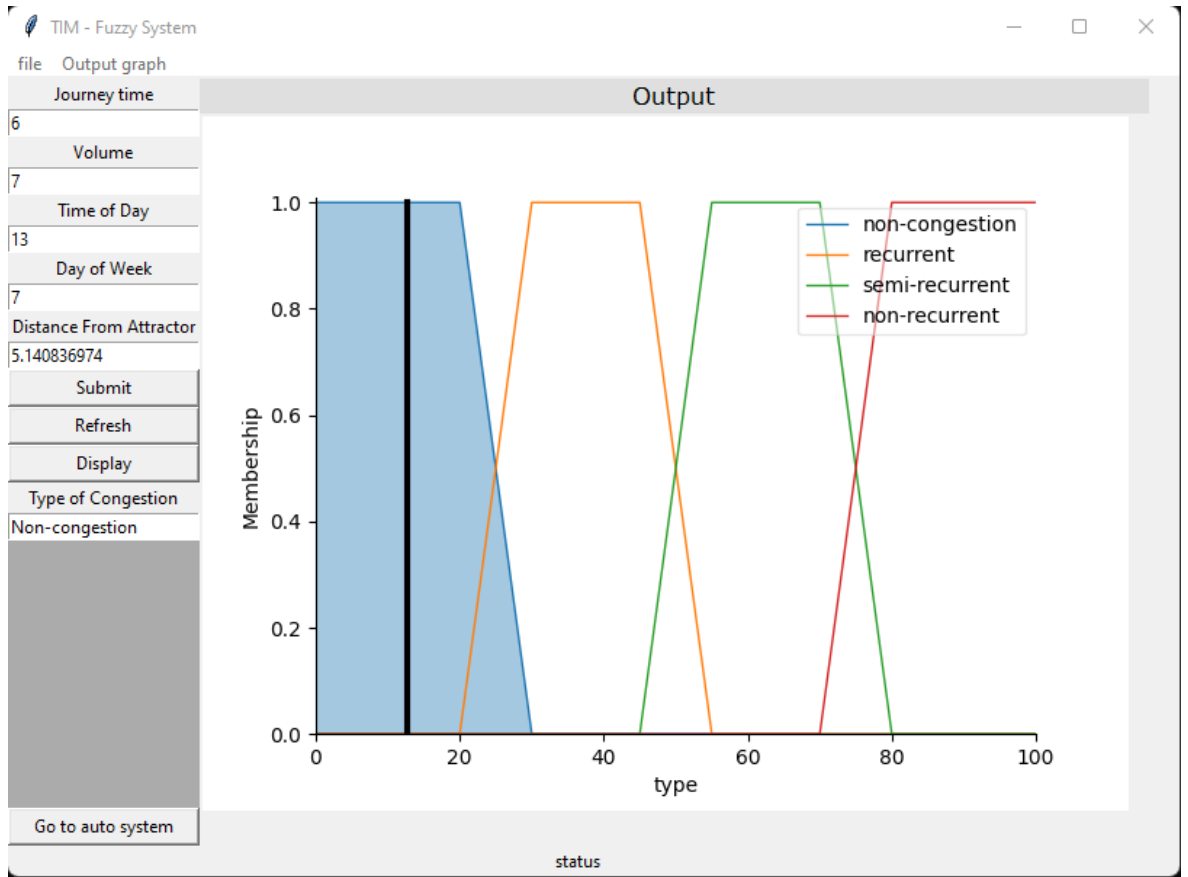 TIM - Fuzzy System
file Output graph
Journey time
6
Volume
7
Time of Day
13
Day of Week
7
Distance From Attractor
5.140836974
Submit
Refresh
Display
Type of Congestion
Non-congestion
Go to auto system
Output
1.0
0.8
0.6
0.4
0.2
0.0
Membership
non-congestion
recurrent
semi-recurrent
non-recurrent
0 20 40 60 80 100
type
status